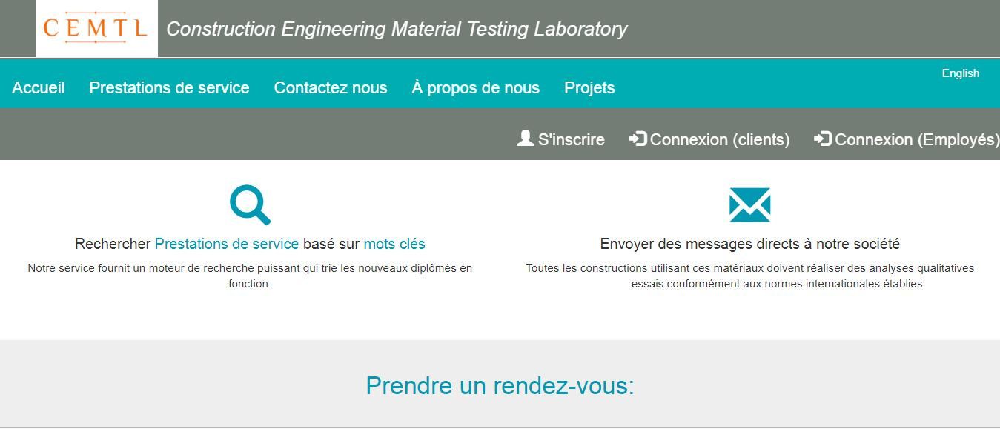 CEMTL
Construction Engineering Material Testing Laboratory
English
Accueil Prestations de service Contactez nous À propos de nous Projets
S'inscrire Connexion (clients) Connexion (Employés)
Rechercher Prestations de service basé sur mots clés
Notre service fournit un moteur de recherche puissant qui trie les nouveaux diplômés en
fonction.
Envoyer des messages directs à notre société
Toutes les constructions utilisant ces matériaux doivent réaliser des analyses qualitatives
essais conformément aux normes internationales établies
Prendre un rendez-vous: